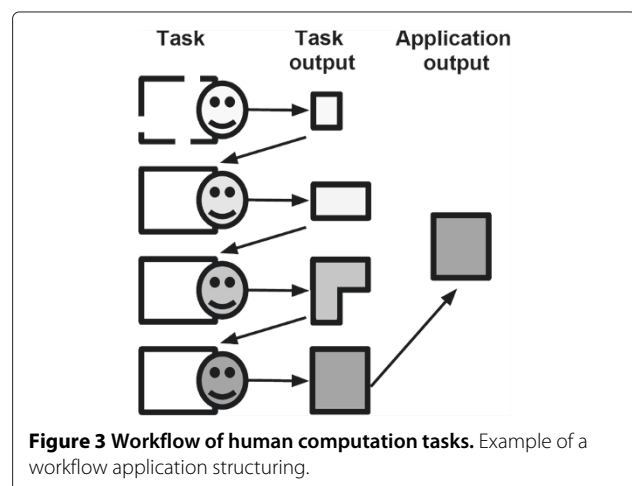 Task
Task
output
Application
output
Figure 3 Workflow of human computation tasks. Example of a
workflow application structuring.